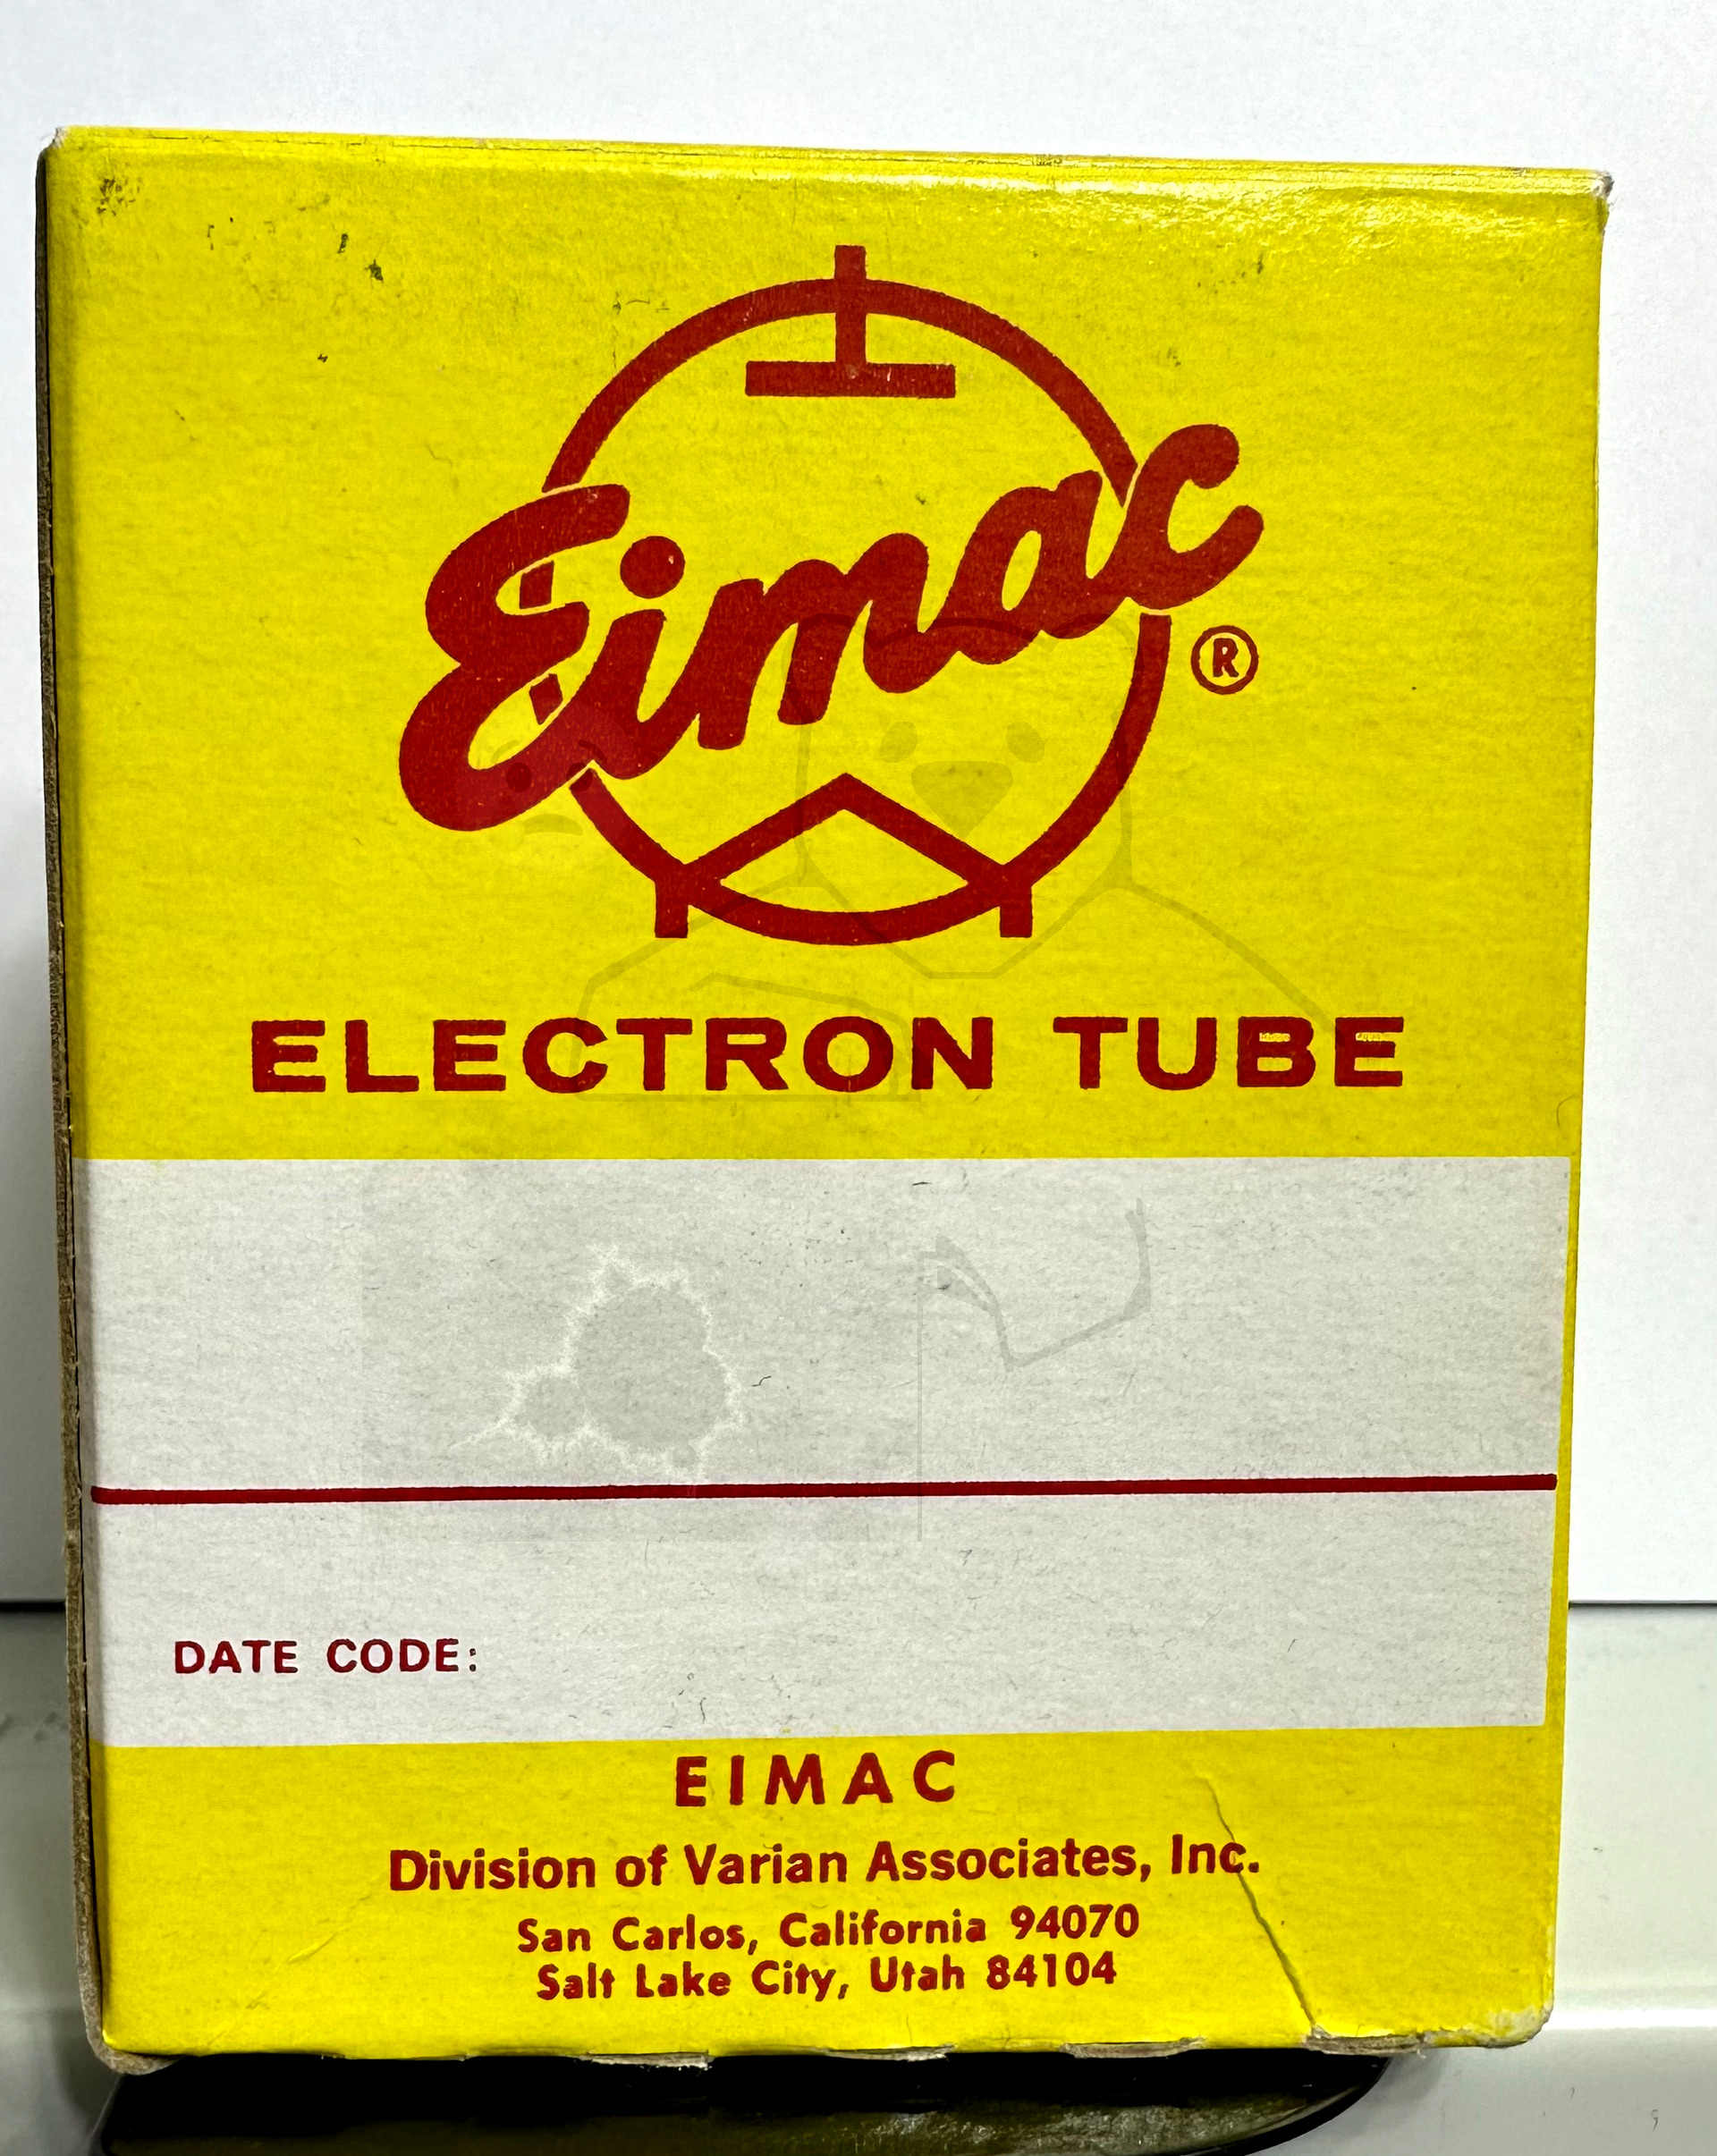 Eimac ®
ELECTRON TUBE
DATE CODE:
EIMAC
Division of Varian Associates, Inc.
San Carlos, California 94070
Salt Lake City, Utah 84104